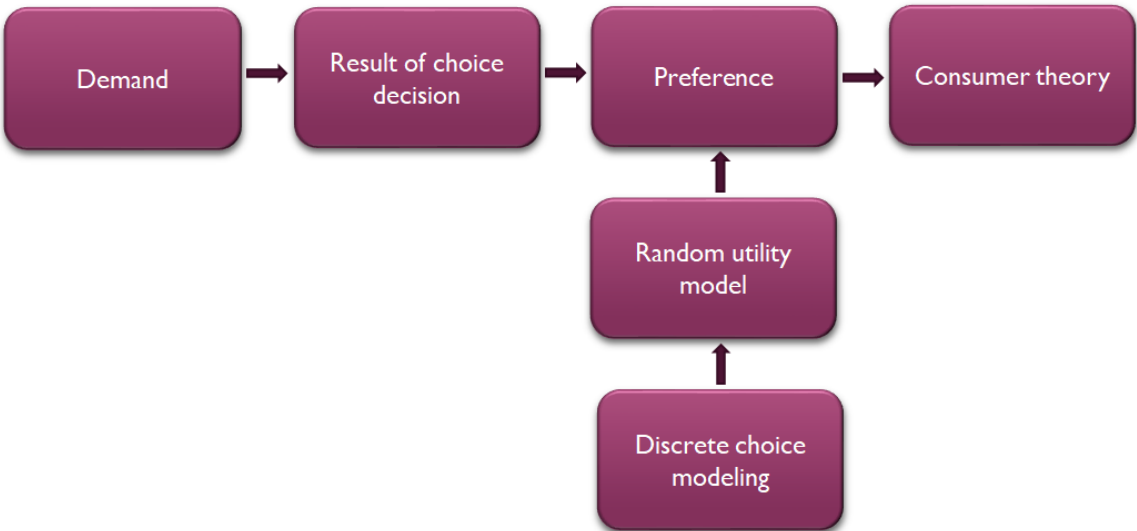 Demand
Result of choice
decision
Preference
Consumer theory
Random utility
model
Discrete choice
modeling